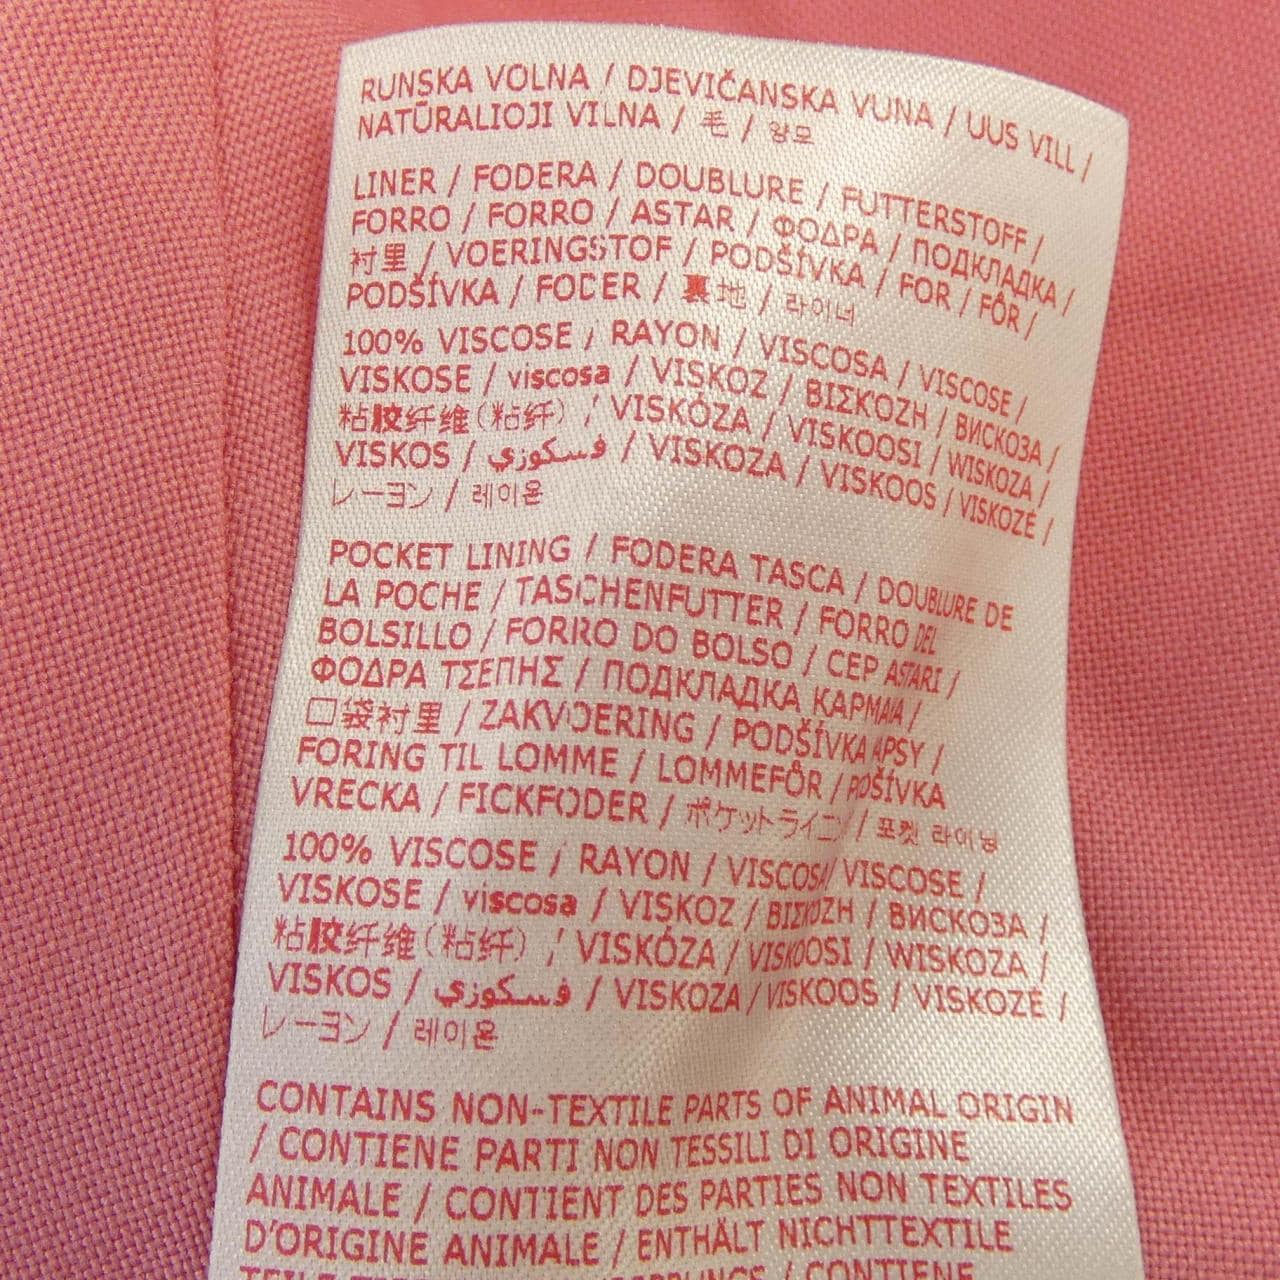 RUNSKA VOLNA / DJEVIČANSKA VUNA / UUS VILL /
NATŪRALIOJI VILNA / 毛 / 양모
LINER / FODERA / DOUBLURE / FUTTERSTOFF /
FORRO / FORRO / ASTAR / ΦΟΔΡΑ / ПОДКЛАДКА /
衬里 / VOERINGSTOF / PODŠÍVKA / FOR / FÔR /
PODŠÍVKA / FODER / 裏地 / 라이너
100% VISCOSE / RAYON / VISCOSA / VISCOSE /
VISKOSE / viscosa / VISKOZ / ΒΙΣΚΟΖΗ / ВИСКОЗА /
粘胶纤维(粘纤) / VISKÓZA / VISKOOSI / WISKOZA /
VISKOS / فسكوزي / VISKOZA / VISKOOS / VISKOZĖ /
レーヨン / 레이온
POCKET LINING / FODERA TASCA / DOUBLURE DE
LA POCHE / TASCHENFUTTER / FORRO DEL
BOLSILLO / FORRO DO BOLSO / CEP ASTARI /
ΦΟΔΡΑ ΤΣΕΠΗΣ / ПОДКЛАДКА КАРМАНА /
口袋衬里 / ZAKVOERING / PODŠÍVKA KAPSY /
FORING TIL LOMME / LOMMEFÔR / PODŠÍVKA
VRECKA / FICKFODER / ポケットライニング / 포켓 라이닝
100% VISCOSE / RAYON / VISCOSA / VISCOSE /
VISKOSE / viscosa / VISKOZ / ΒΙΣΚΟΖΗ / ВИСКОЗА /
粘胶纤维(粘纤) / VISKÓZA / VISKOOSI / WISKOZA /
VISKOS / فسكوزي / VISKOZA / VISKOOS / VISKOZĖ /
レーヨン / 레이온
CONTAINS NON-TEXTILE PARTS OF ANIMAL ORIGIN
/ CONTIENE PARTI NON TESSILI DI ORIGINE
ANIMALE / CONTIENT DES PARTIES NON TEXTILES
D'ORIGINE ANIMALE / ENTHÄLT NICHTTEXTILE
TEILE / CONTIENE